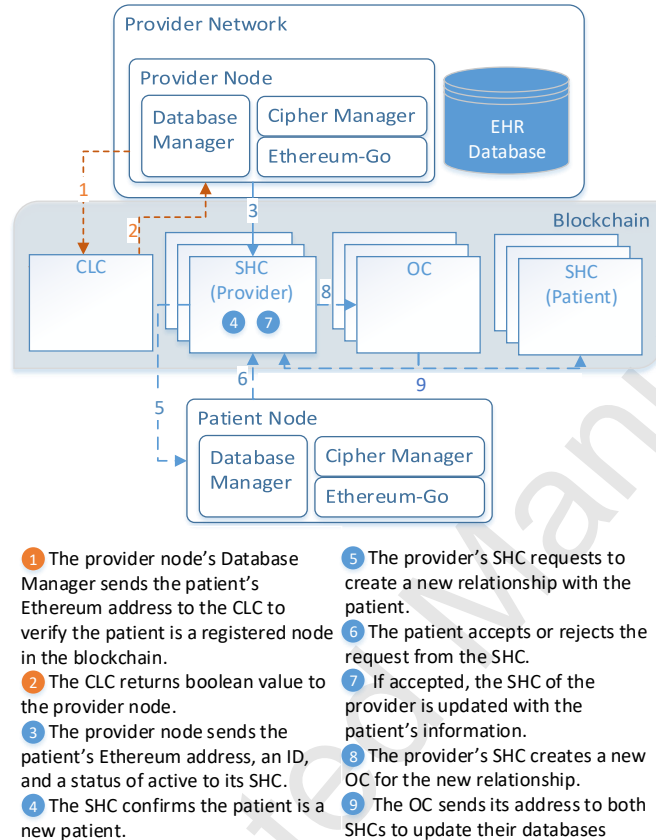 Provider Network
Provider Node
Database
Manager
Cipher Manager
Ethereum-Go
EHR
Database
1
2
3
Blockchain
CLC
SHC
(Provider)
4 7
8
OC
SHC
(Patient)
5
6
9
Patient Node
Database
Manager
Cipher Manager
Ethereum-Go
1 The provider node's Database
Manager sends the patient's
Ethereum address to the CLC to
verify the patient is a registered node
in the blockchain.
2 The CLC returns boolean value to
the provider node.
3 The provider node sends the
patient's Ethereum address, an ID,
and a status of active to its SHC.
4 The SHC confirms the patient is a
new patient.
5 The provider's SHC requests to
create a new relationship with the
patient.
6 The patient accepts or rejects the
request from the SHC.
7 If accepted, the SHC of the
provider is updated with the
patient's information.
8 The provider's SHC creates a new
OC for the new relationship.
9 The OC sends its address to both
SHCs to update their databases